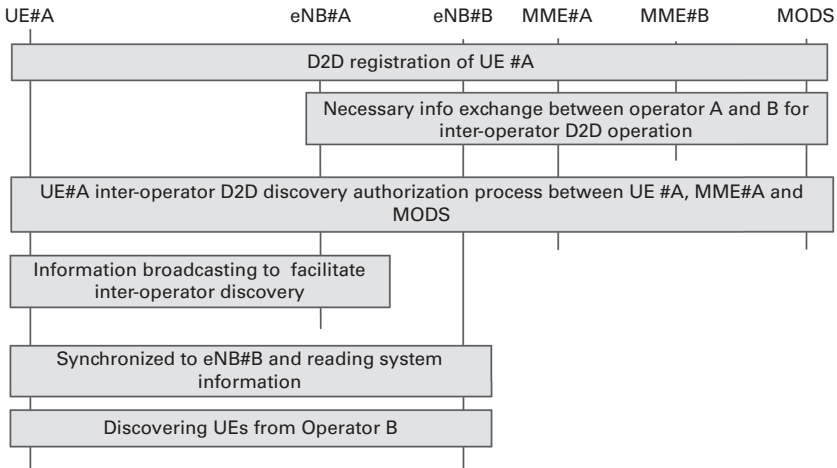 UE#A eNB#A eNB#B MME#A MME#B MODS
D2D registration of UE #A
Necessary info exchange between operator A and B for
inter-operator D2D operation
UE#A inter-operator D2D discovery authorization process between UE #A, MME#A and
MODS
Information broadcasting to facilitate
inter-operator discovery
Synchronized to eNB#B and reading system
information
Discovering UEs from Operator B